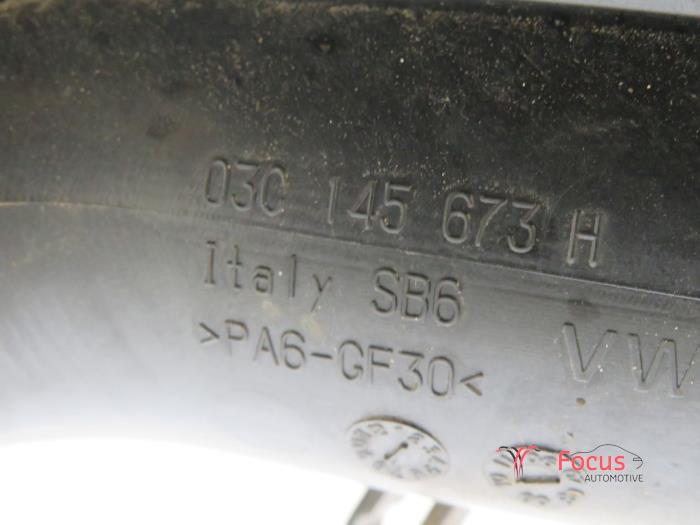 03C 145 673 H
Italy SB6
>PA6-GF30<
VW
Focus
AUTOMOTIVE